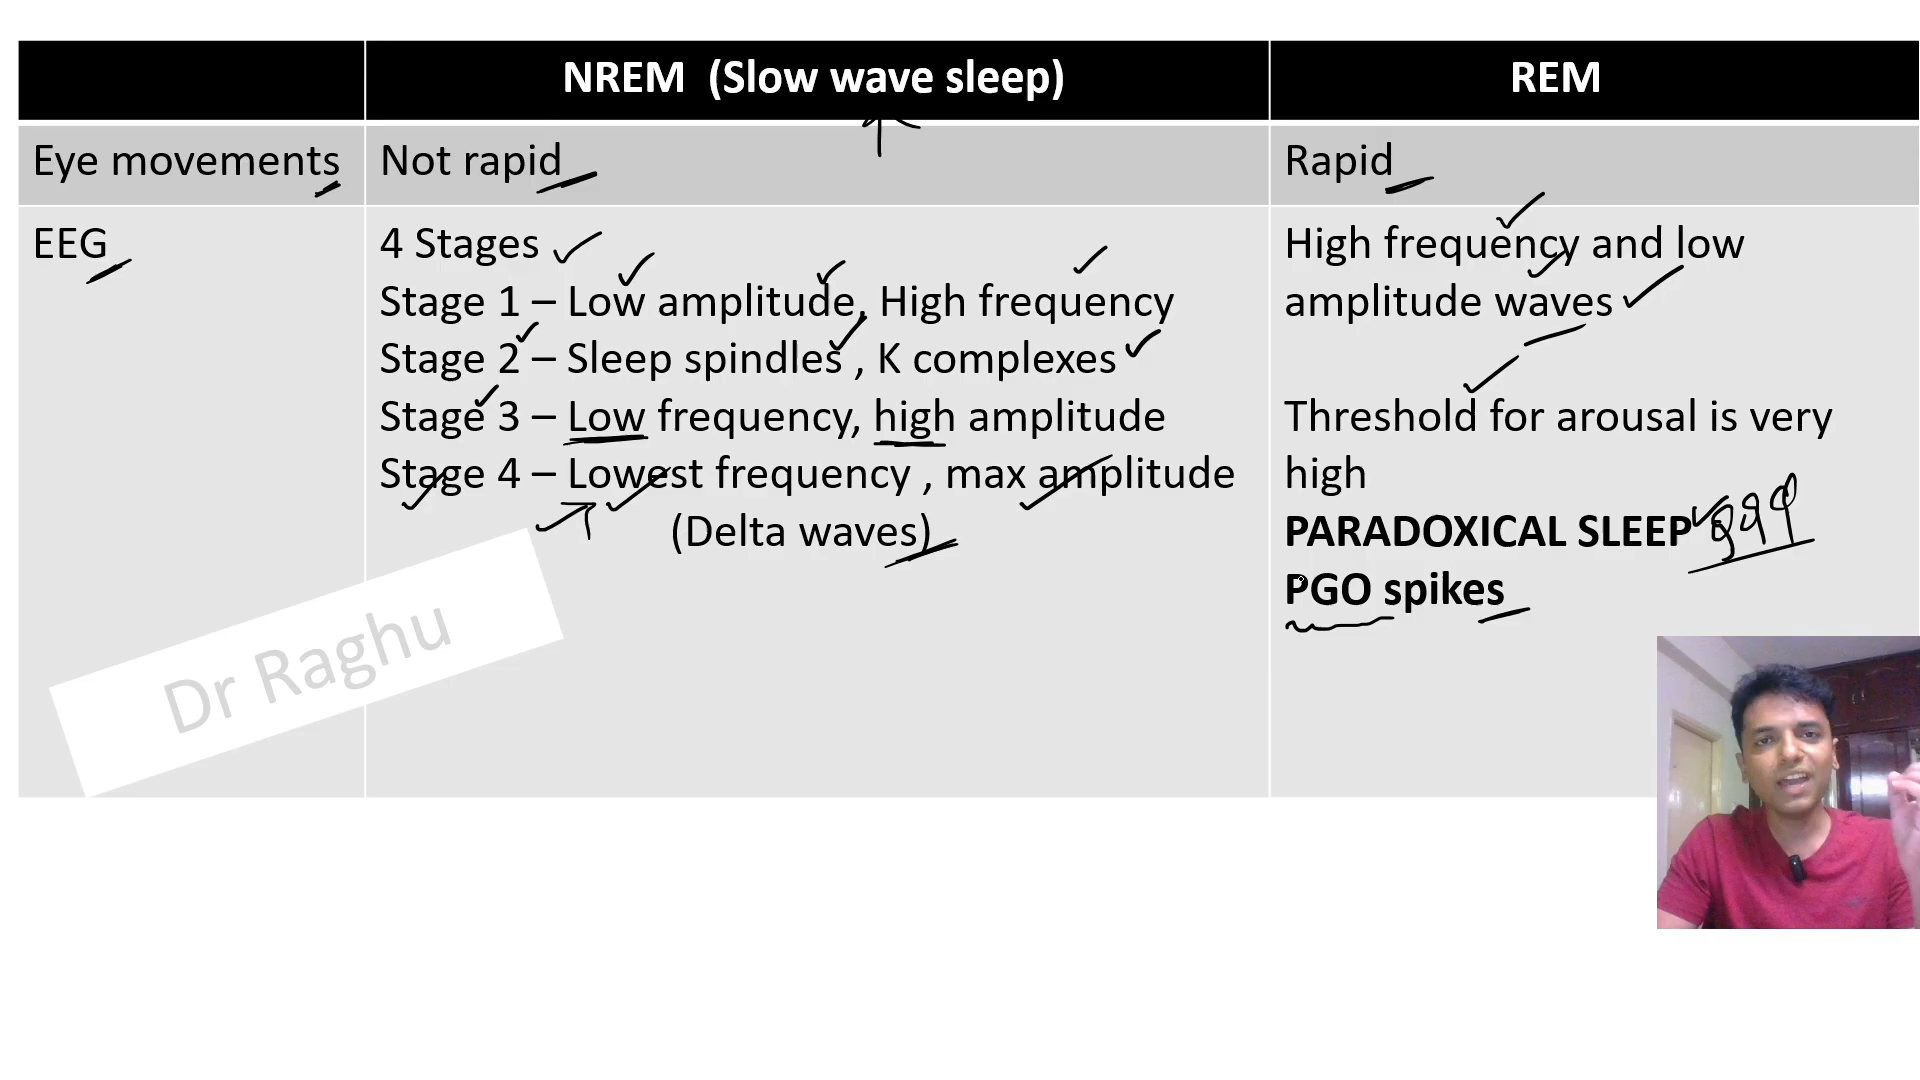 NREM (Slow wave sleep)
REM
Eye movements
Not rapid
Rapid
EEG
4 Stages
Stage 1 – Low amplitude, High frequency
Stage 2 – Sleep spindles , K complexes
Stage 3 – Low frequency, high amplitude
Stage 4 – Lowest frequency , max amplitude
(Delta waves)
High frequency and low
amplitude waves
Threshold for arousal is very
high
PARADOXICAL SLEEP
PGO spikes
Dr Raghu